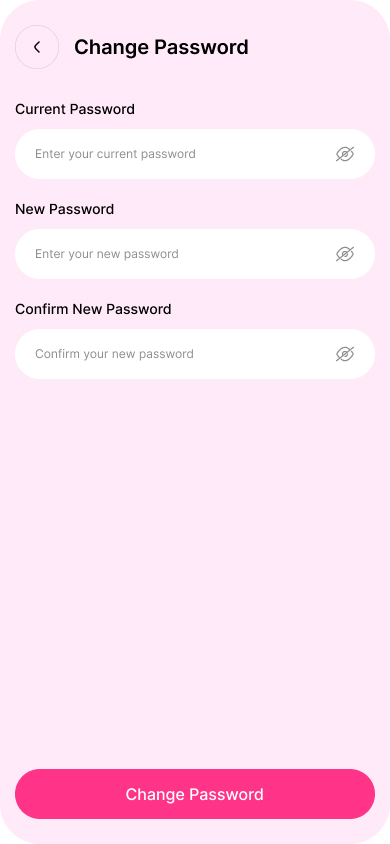 Change Password
Current Password
Enter your current password
New Password
Enter your new password
Confirm New Password
Confirm your new password
Change Password